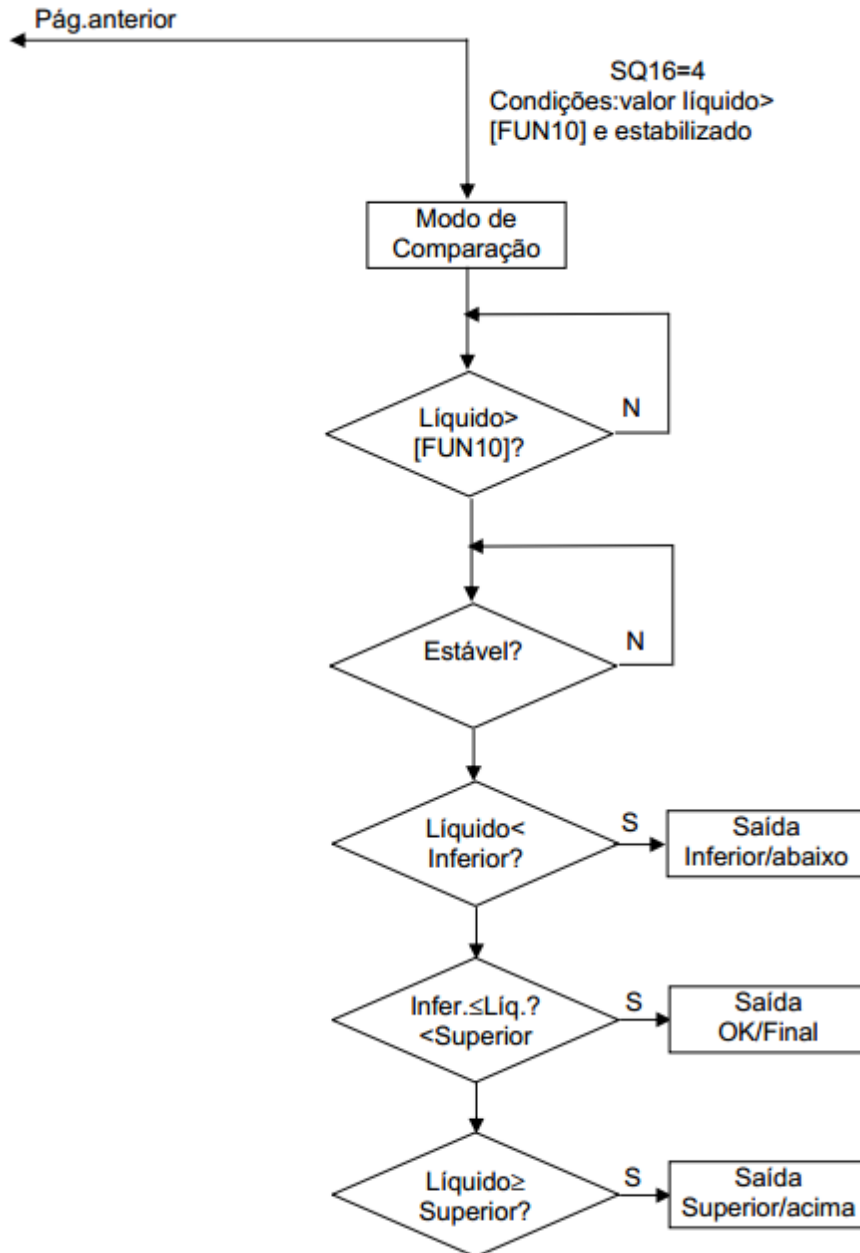 Pág.anterior
SQ16=4
Condições:valor líquido>
[FUN10] e estabilizado
Modo de
Comparação
Líquido>
[FUN10]?
N
Estável?
N
Líquido<
Inferior?
S
Saída
Inferior/abaixo
Infer.≤Líq.?
<Superior
S
Saída
OK/Final
Líquido≥
Superior?
S
Saída
Superior/acima